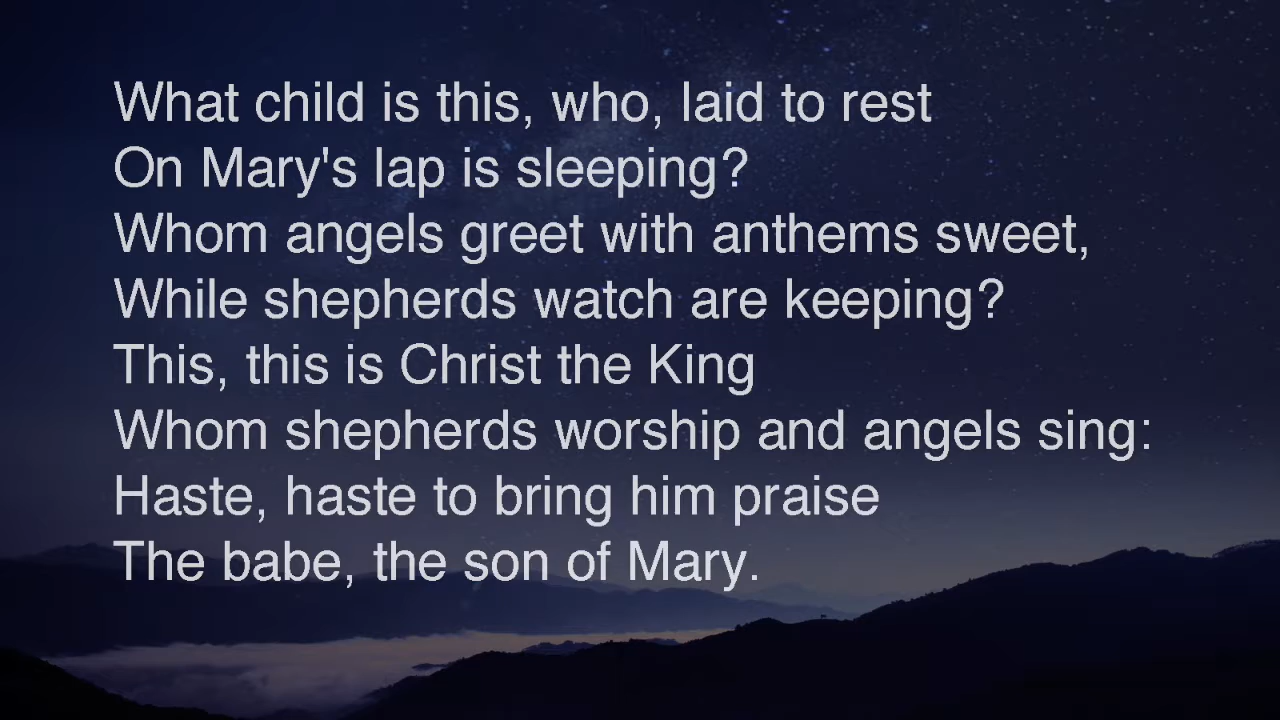 What child is this, who, laid to rest
On Mary's lap is sleeping?
Whom angels greet with anthems sweet,
While shepherds watch are keeping?
This, this is Christ the King
Whom shepherds worship and angels sing:
Haste, haste to bring him praise
The babe, the son of Mary.